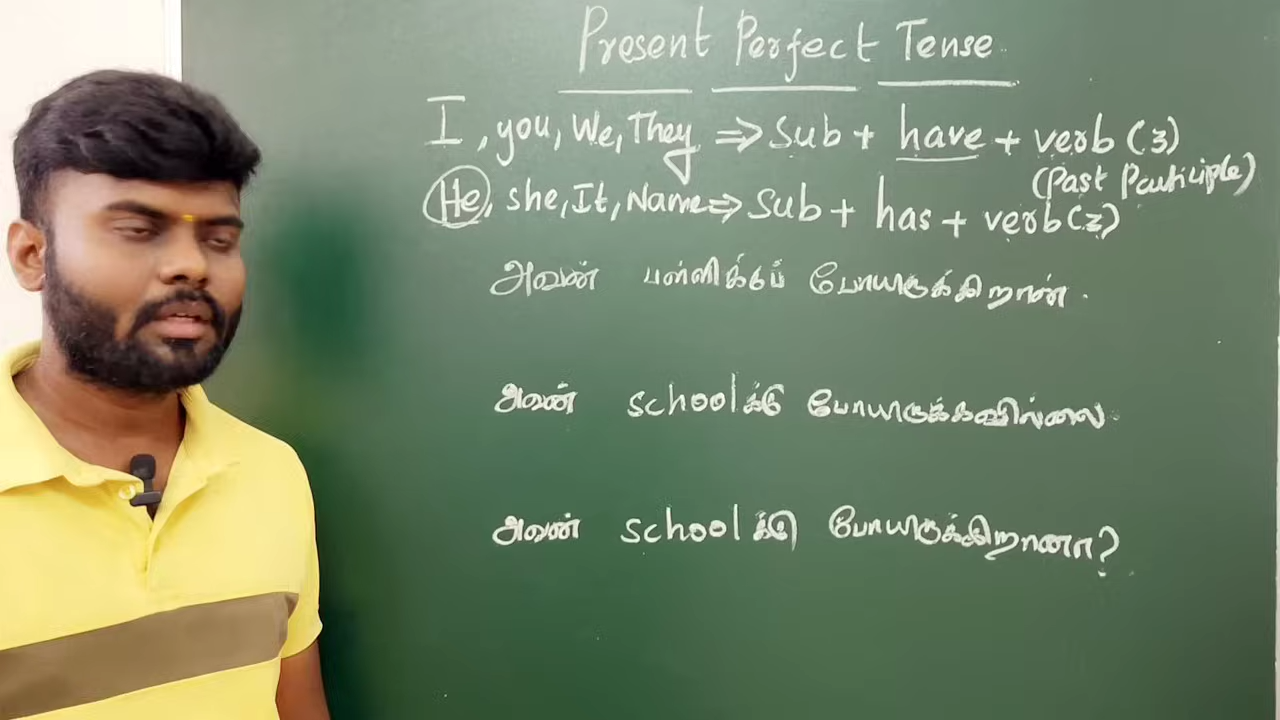 Present Perfect Tense
I, you, We, They ⇒ Sub + have + verb (3)
(Past Participle)
He, she, It, Name ⇒ Sub + has + verb (3)
அவன் பள்ளிக்குப் போயிருக்கிறான்.
அவன் schoolக்கு போயிருக்கவில்லை
அவன் schoolக்கு போயிருக்கிறானா?